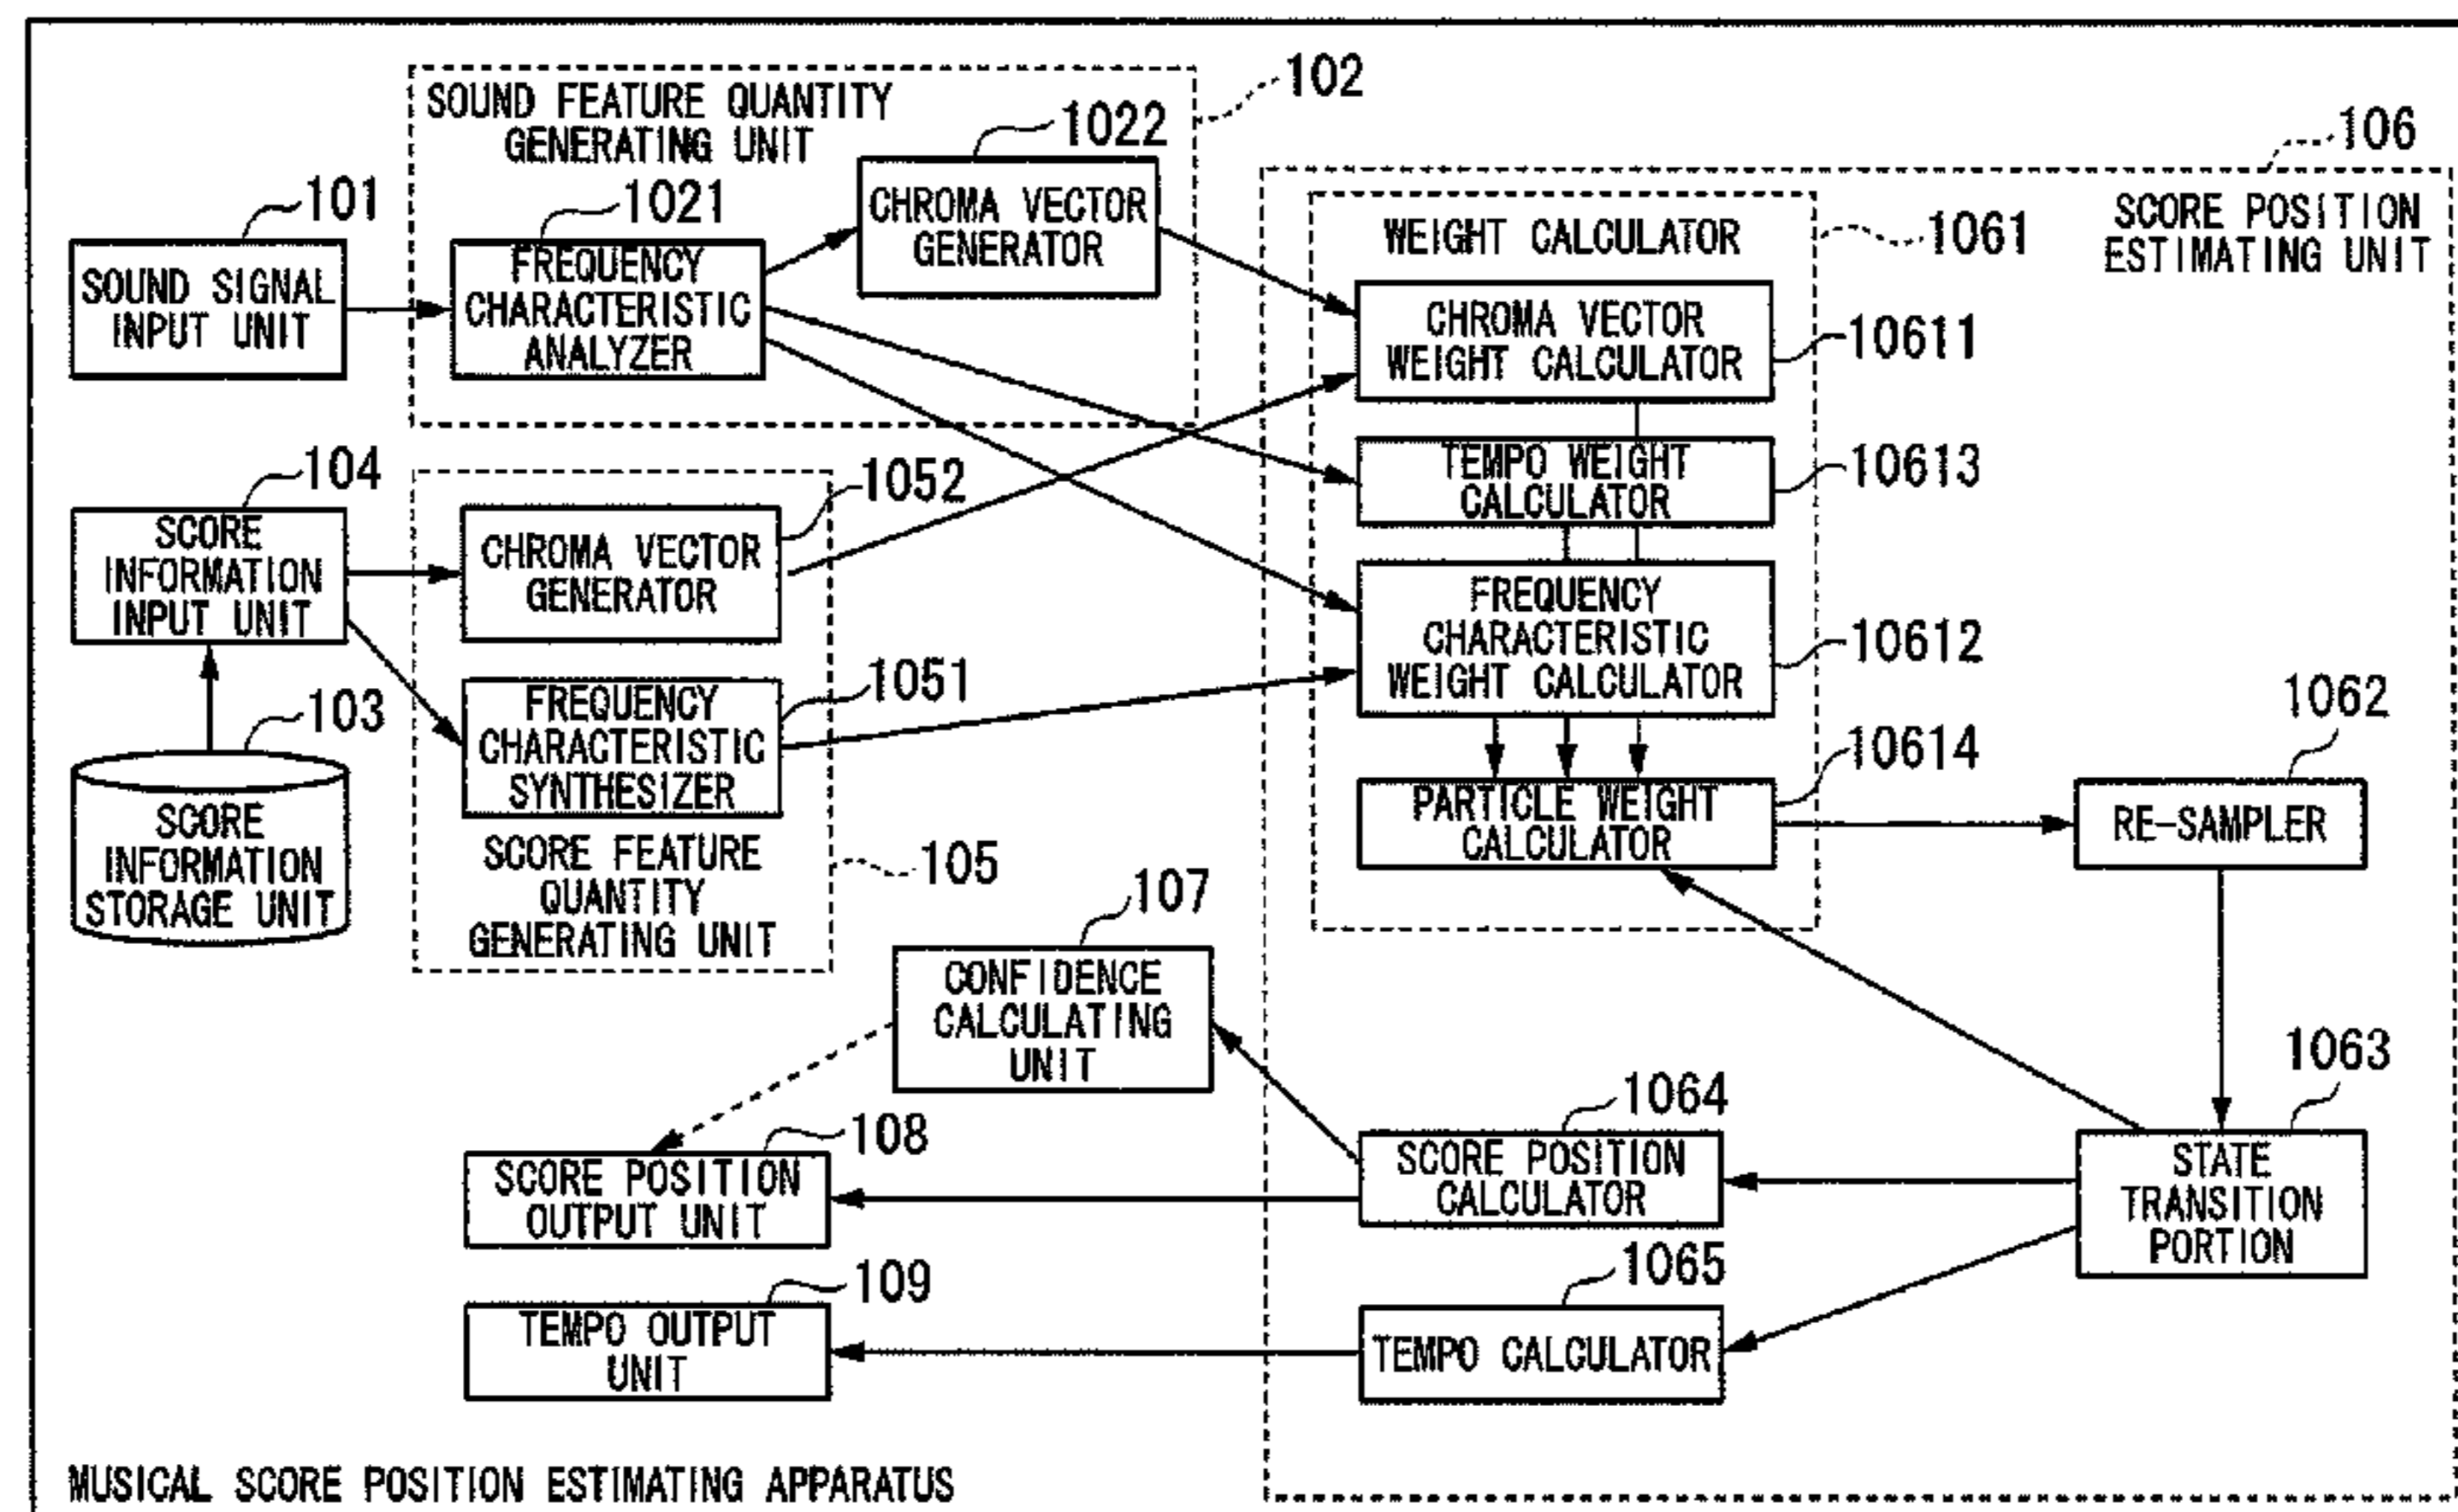 102
SOUND FEATURE QUANTITY
GENERATING UNIT
1022
CHROMA VECTOR
GENERATOR
101
SOUND SIGNAL
INPUT UNIT
1021
FREQUENCY
CHARACTERISTIC
ANALYZER
106
SCORE POSITION
ESTIMATING UNIT
WEIGHT CALCULATOR
1061
CHROMA VECTOR
WEIGHT CALCULATOR
10611
TEMPO WEIGHT
CALCULATOR
10613
FREQUENCY
CHARACTERISTIC
WEIGHT CALCULATOR
10612
PARTICLE WEIGHT
CALCULATOR
10614
1062
RE-SAMPLER
104
SCORE
INFORMATION
INPUT UNIT
1052
CHROMA VECTOR
GENERATOR
1051
FREQUENCY
CHARACTERISTIC
SYNTHESIZER
SCORE FEATURE
QUANTITY
GENERATING UNIT
105
103
SCORE
INFORMATION
STORAGE UNIT
107
CONFIDENCE
CALCULATING
UNIT
1063
STATE
TRANSITION
PORTION
1064
SCORE POSITION
CALCULATOR
108
SCORE POSITION
OUTPUT UNIT
1065
TEMPO CALCULATOR
109
TEMPO OUTPUT
UNIT
MUSICAL SCORE POSITION ESTIMATING APPARATUS